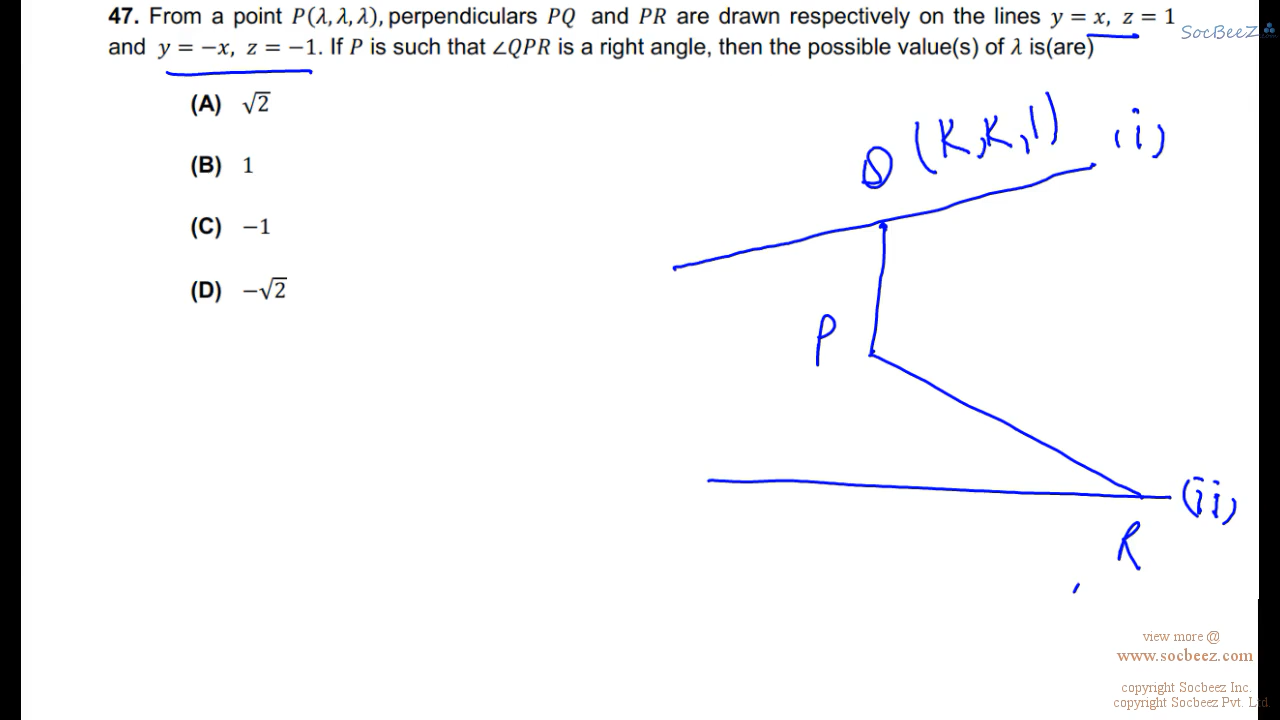 47. From a point P(λ, λ, λ), perpendiculars PQ and PR are drawn respectively on the lines y = x, z = 1
SocBeeZ.com
and y = −x, z = −1. If P is such that ∠QPR is a right angle, then the possible value(s) of λ is(are)
(A) √2
(B) 1
(C) −1
(D) −√2
Q (K, K, 1) (i)
P
(ii)
R
view more @
www.socbeez.com
copyright Socbeez Inc.
copyright Socbeez Pvt. Ltd.